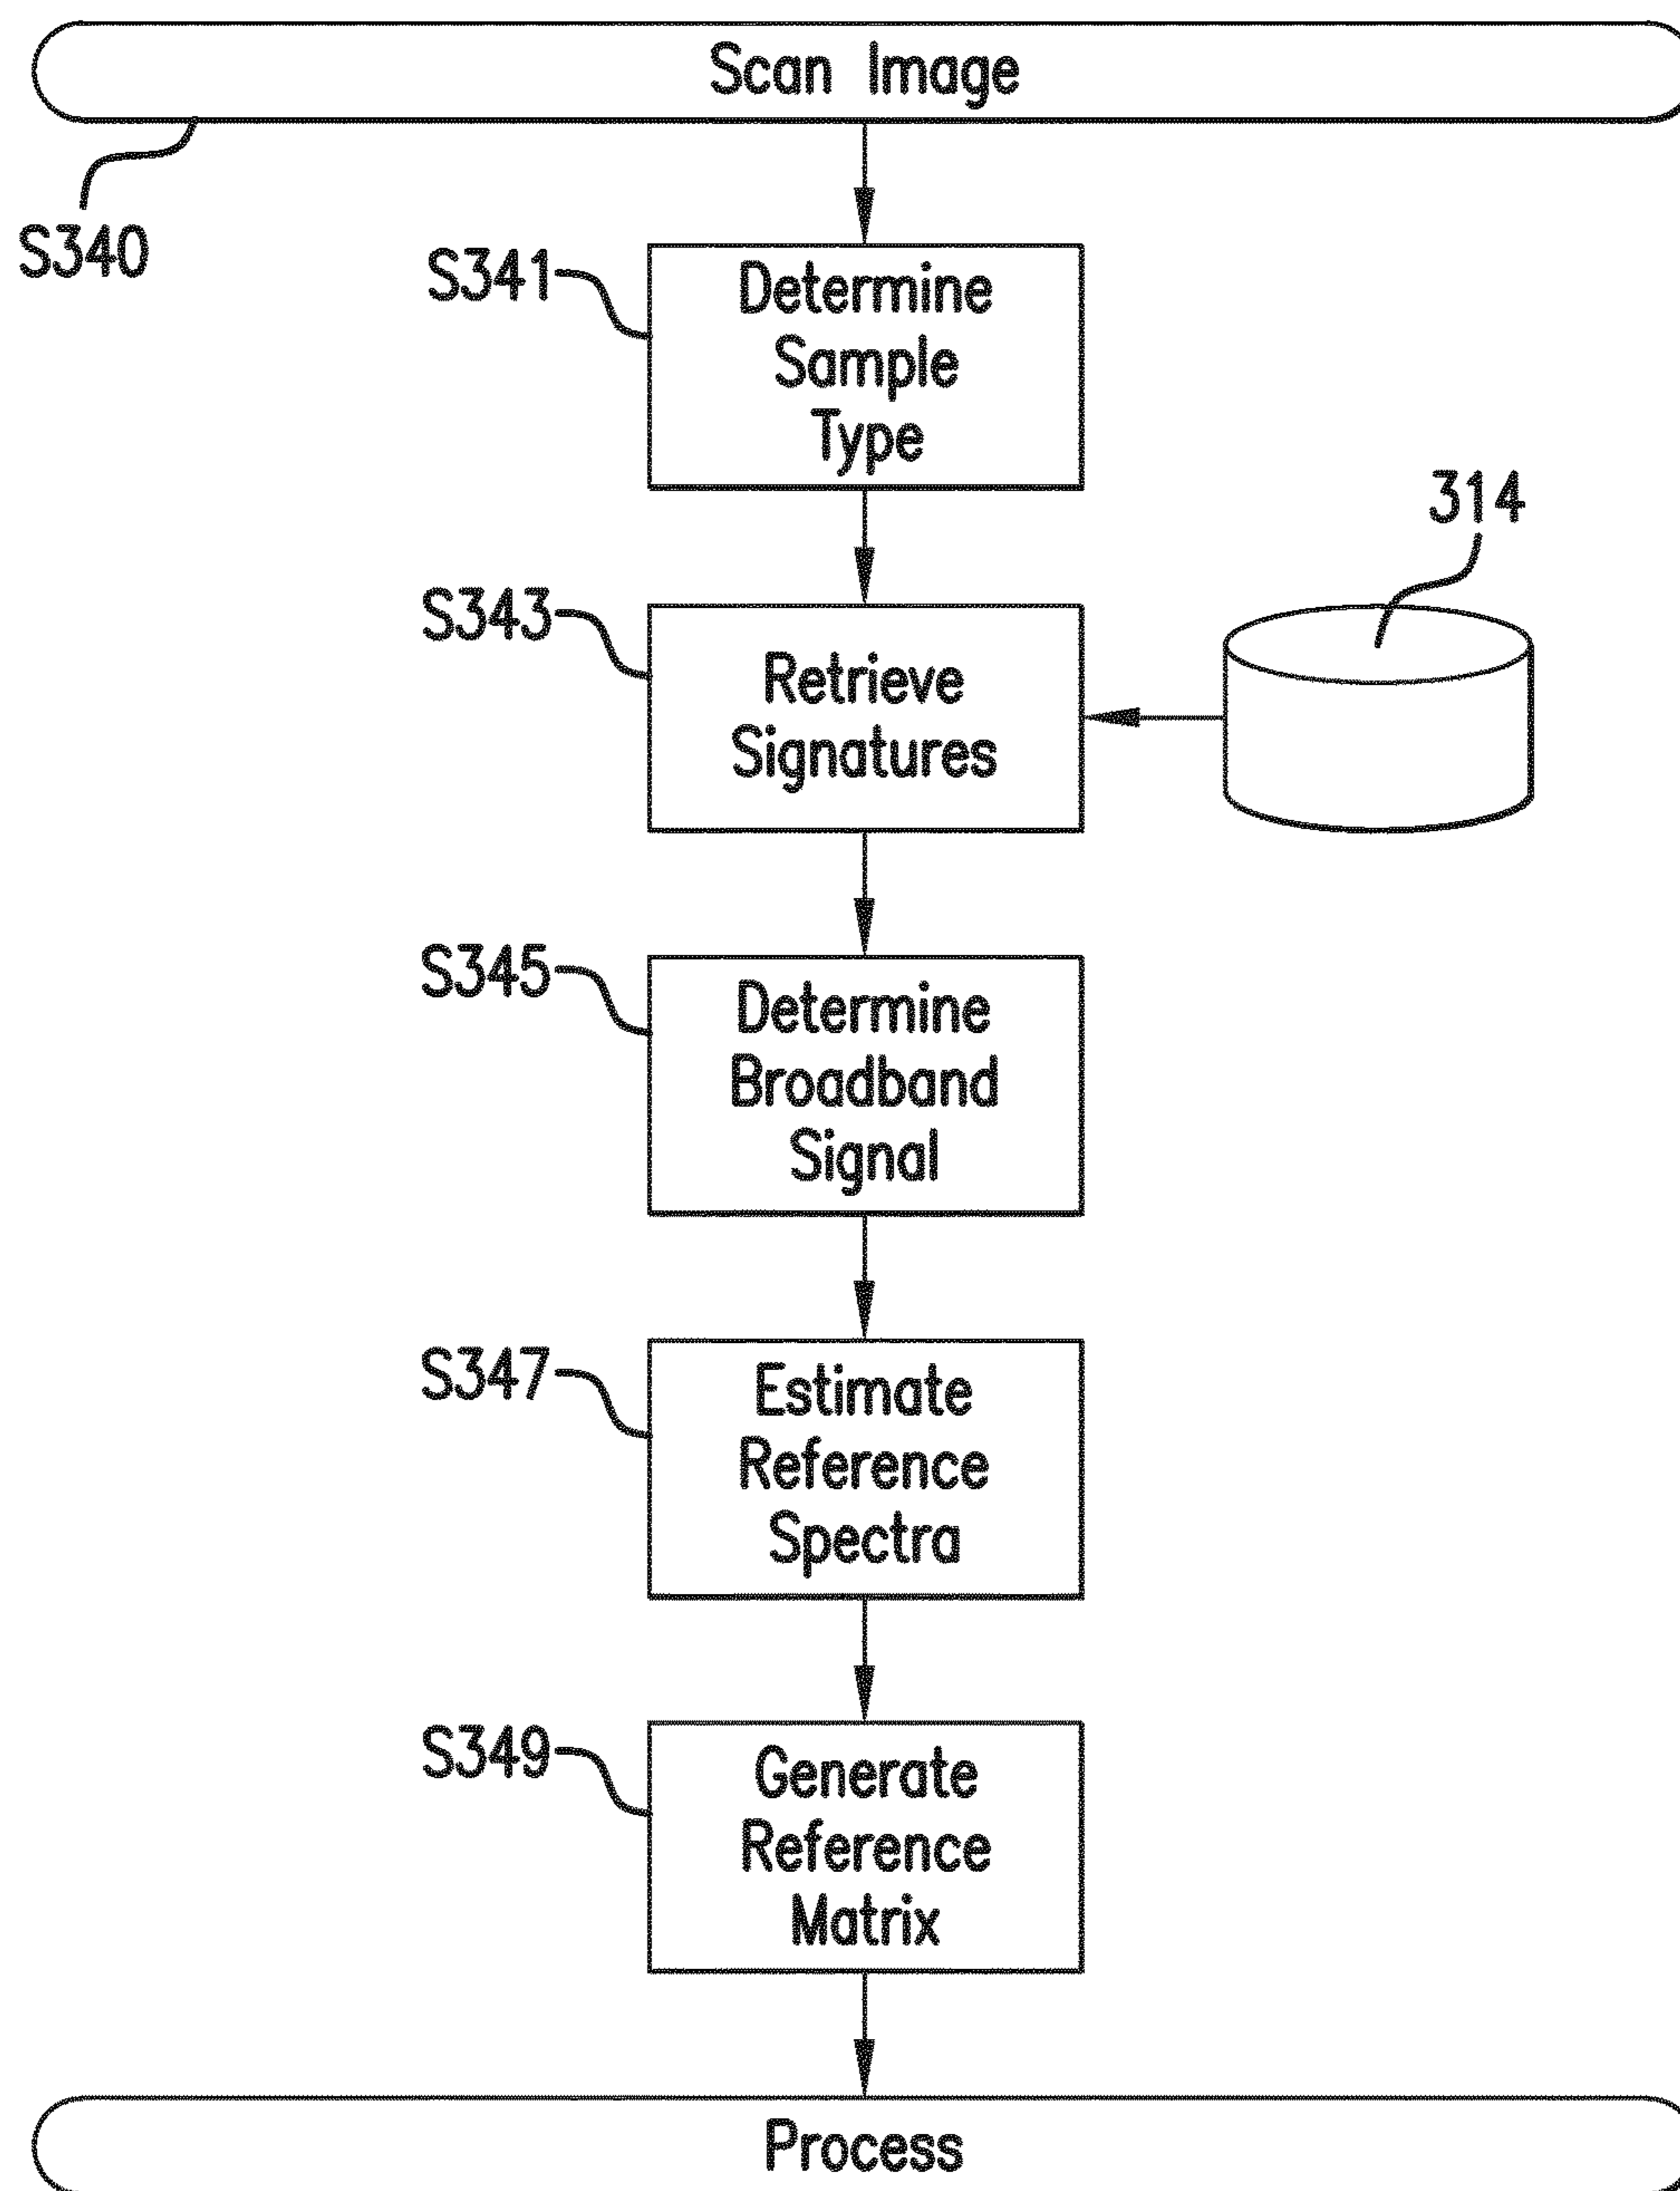 Scan Image
S340
S341
Determine
Sample
Type
314
S343
Retrieve
Signatures
S345
Determine
Broadband
Signal
S347
Estimate
Reference
Spectra
S349
Generate
Reference
Matrix
Process